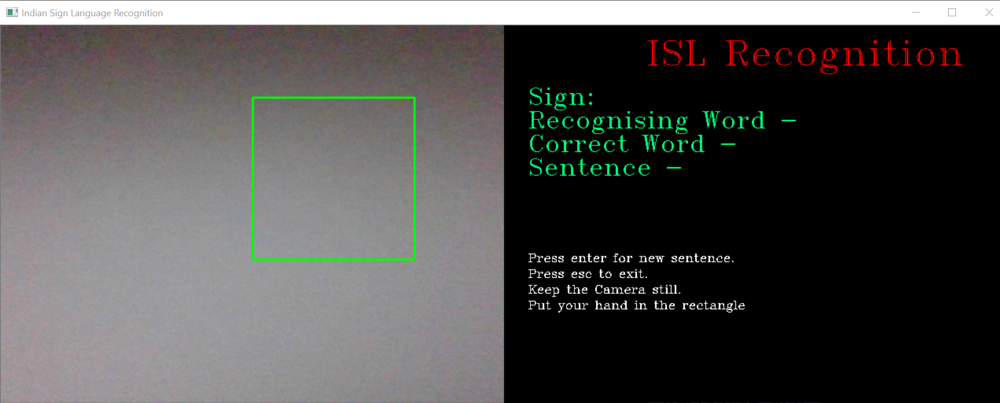 Indian Sign Language Recognition
ISL Recognition
Sign:
Recognising Word -
Correct Word -
Sentence -
Press enter for new sentence.
Press esc to exit.
Keep the Camera still.
Put your hand in the rectangle